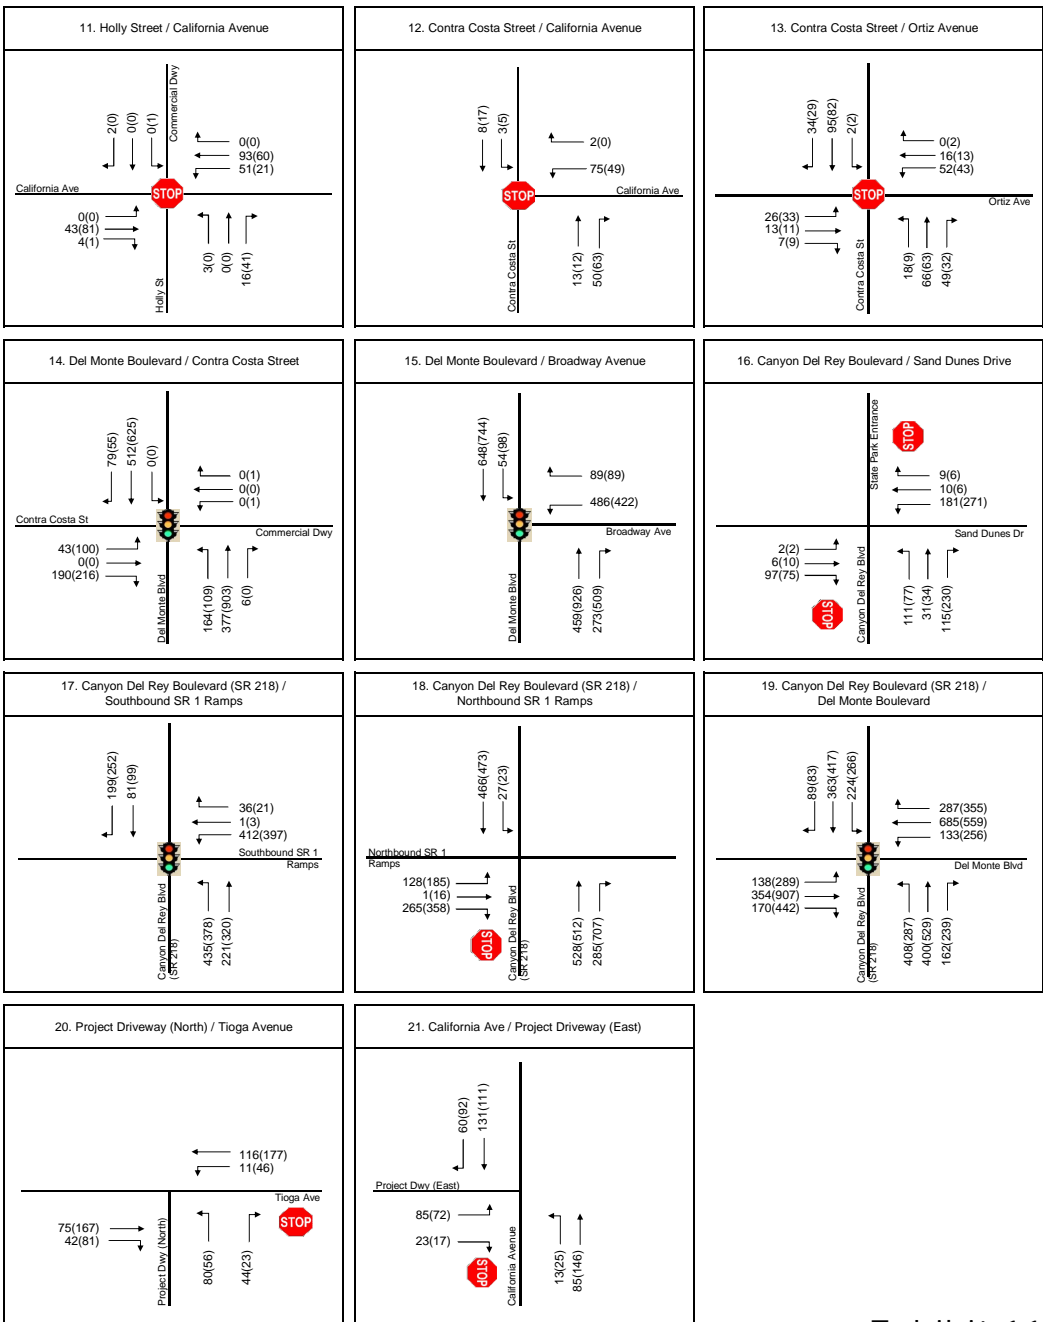 11. Holly Street / California Avenue
Commercial Dwy
2(0)
0(0)
0(1)
0(0)
93(60)
51(21)
California Ave
STOP
0(0)
43(81)
4(1)
3(0)
0(0)
16(41)
Holly St
12. Contra Costa Street / California Avenue
8(17)
3(5)
2(0)
75(49)
STOP
California Ave
13(12)
50(63)
Contra Costa St
13. Contra Costa Street / Ortiz Avenue
34(29)
95(82)
2(2)
0(2)
16(13)
52(43)
STOP
Ortiz Ave
26(33)
13(11)
7(9)
18(9)
66(63)
49(32)
Contra Costa St
14. Del Monte Boulevard / Contra Costa Street
79(55)
512(625)
0(0)
0(1)
0(0)
0(1)
Contra Costa St
Commercial Dwy
43(100)
0(0)
190(216)
164(109)
377(903)
6(0)
Del Monte Blvd
15. Del Monte Boulevard / Broadway Avenue
648(744)
54(98)
89(89)
486(422)
Broadway Ave
459(926)
273(509)
Del Monte Blvd
16. Canyon Del Rey Boulevard / Sand Dunes Drive
State Park Entrance
STOP
9(6)
10(6)
181(271)
Sand Dunes Dr
2(2)
6(10)
97(75)
STOP
Canyon Del Rey Blvd
111(77)
31(34)
115(230)
17. Canyon Del Rey Boulevard (SR 218) /
Southbound SR 1 Ramps
199(252)
81(99)
36(21)
1(3)
412(397)
Southbound SR 1
Ramps
435(378)
221(320)
Canyon Del Rey Blvd
(SR 218)
18. Canyon Del Rey Boulevard (SR 218) /
Northbound SR 1 Ramps
466(473)
27(23)
Northbound SR 1
Ramps
128(185)
1(16)
265(358)
STOP
528(512)
285(707)
Canyon Del Rey Blvd
(SR 218)
19. Canyon Del Rey Boulevard (SR 218) /
Del Monte Boulevard
89(83)
363(417)
224(266)
287(355)
685(559)
133(256)
Del Monte Blvd
138(289)
354(907)
170(442)
408(287)
400(529)
162(239)
Canyon Del Rey Blvd
(SR 218)
20. Project Driveway (North) / Tioga Avenue
116(177)
11(46)
Tioga Ave
STOP
75(167)
42(81)
80(56)
44(23)
Project Dwy (North)
21. California Ave / Project Driveway (East)
60(92)
131(111)
Project Dwy (East)
85(72)
23(17)
STOP
13(25)
85(146)
California Avenue